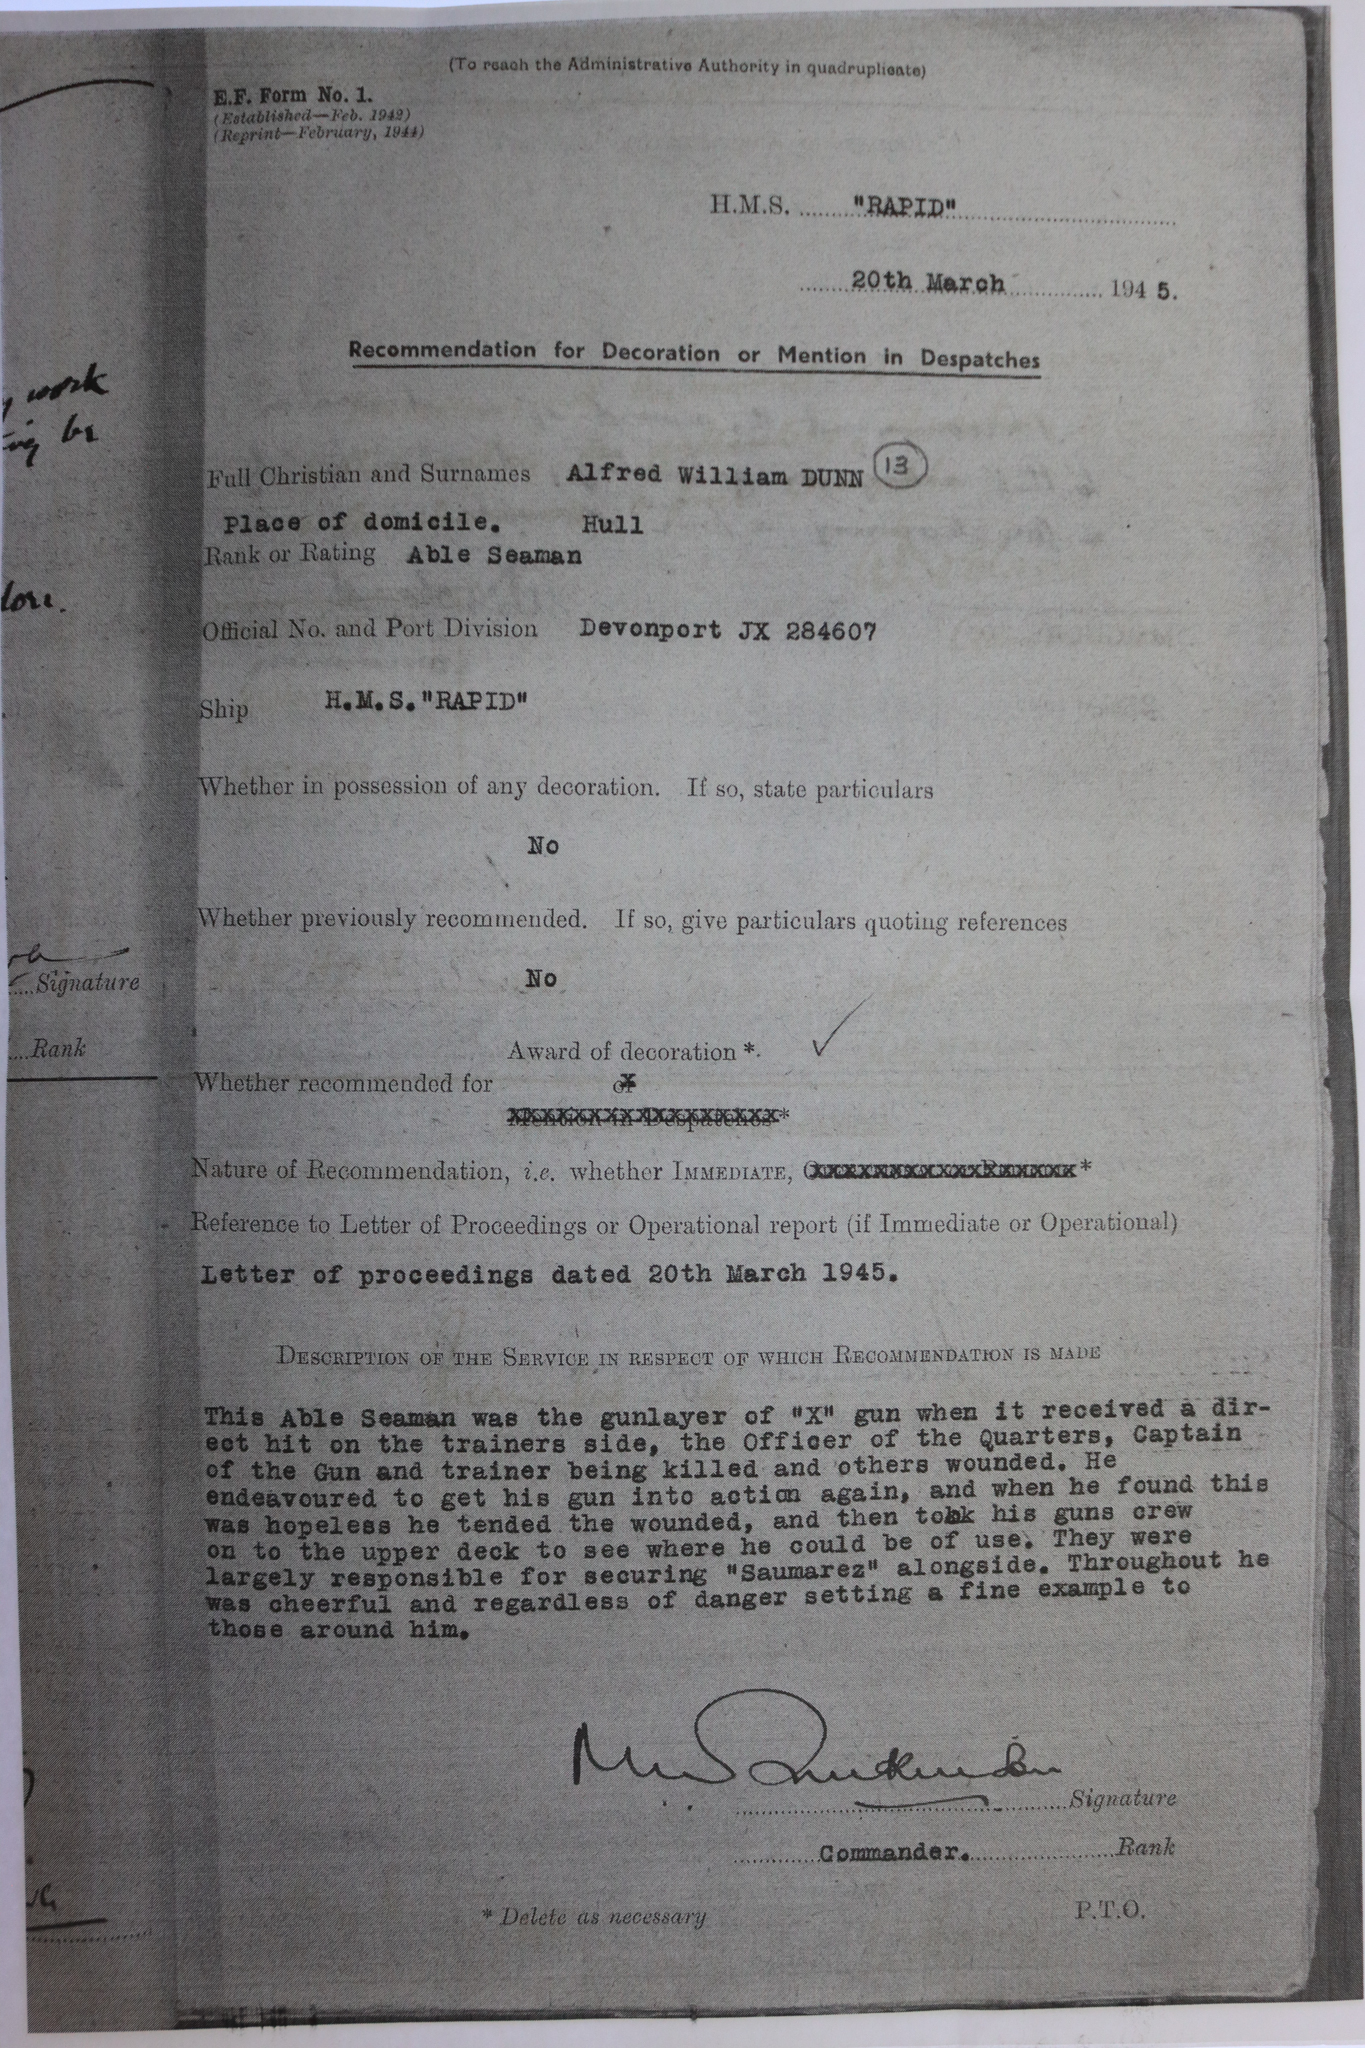 (To reach the Administrative Authority in quadruplicate)
E.F. Form No. 1.
(Established—Feb. 1942)
(Reprint—February, 1944)
H.M.S. "RAPID"
20th March 1945.
Recommendation for Decoration or Mention in Despatches
work
be
Full Christian and Surnames Alfred William DUNN 13
Place of domicile. Hull
Rank or Rating Able Seaman
Official No. and Port Division Devonport JX 284607
Ship H.M.S."RAPID"
Whether in possession of any decoration. If so, state particulars
No
Whether previously recommended. If so, give particulars quoting references
No
Signature
Rank
Award of decoration *.
Whether recommended for or
Mention in Despatches *
Nature of Recommendation, i.e. whether IMMEDIATE, *
Reference to Letter of Proceedings or Operational report (if Immediate or Operational)
Letter of proceedings dated 20th March 1945.
DESCRIPTION OF THE SERVICE IN RESPECT OF WHICH RECOMMENDATION IS MADE
This Able Seaman was the gunlayer of "X" gun when it received a dir-
ect hit on the trainers side, the Officer of the Quarters, Captain
of the Gun and trainer being killed and others wounded. He
endeavoured to get his gun into action again, and when he found this
was hopeless he tended the wounded, and then took his guns crew
on to the upper deck to see where he could be of use. They were
largely responsible for securing "Saumarez" alongside. Throughout he
was cheerful and regardless of danger setting a fine example to
those around him.
Signature
Commander. Rank
* Delete as necessary
P.T.O.